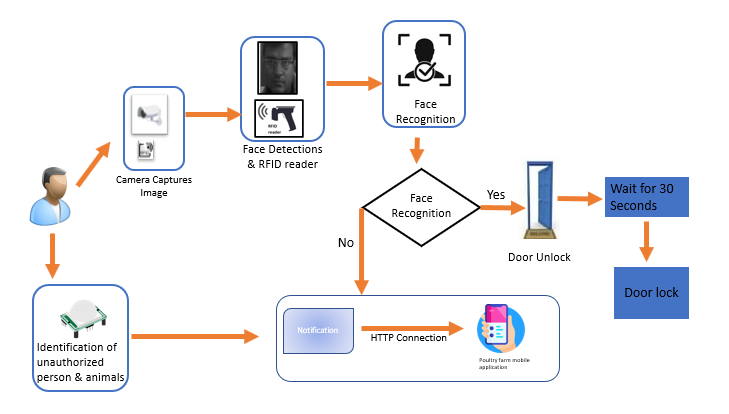 Face
Recognition
RFID
reader
Face Detections
& RFID reader
Camera Captures
Image
Face
Recognition
Yes
No
Door Unlock
Wait for 30
Seconds
Door lock
Identification of
unauthorized
person & animals
Notification
HTTP Connection
Poultry farm mobile
application